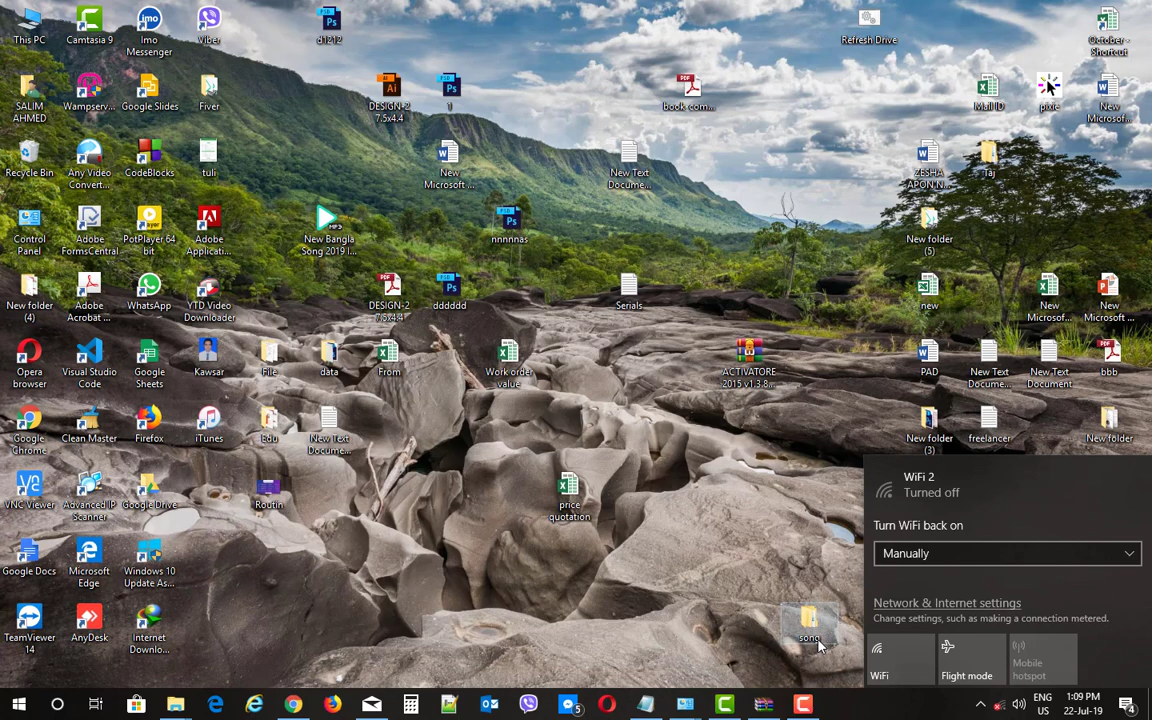 This PC
Camtasia 9
Imo
Messenger
Viber
d1212
Refresh Drive
October -
Shortcut
SALIM
AHMED
Wampserv...
Google Slides
Fiver
DESIGN-2
7.5x4.4
1
book-com...
Mail ID
pixie
New
Microsof...
Recycle Bin
Any Video
Convert...
CodeBlocks
tuli
New
Microsoft ...
New Text
Docume...
ZESHA
APON N...
Taj
Control
Panel
Adobe
FormsCentral
PotPlayer 64
bit
Adobe
Applicati...
New Bangla
Song 2019 l...
nnnnnas
New folder
(5)
New folder
(4)
Adobe
Acrobat ...
WhatsApp
YTD Video
Downloader
DESIGN-2
7.5x4.4
dddddd
Serials
new
New
Microsof...
New
Microsoft ...
Opera
browser
Visual Studio
Code
Google
Sheets
Kawsar
File
data
From
Work order
value
ACTIVATORE
2015 v1.3.8...
PAD
New Text
Docume...
New Text
Document
bbb
Google
Chrome
Clean Master
Firefox
iTunes
Edu
New Text
Docume...
New folder
(3)
freelancer
New folder
VNC Viewer
Advanced IP
Scanner
Google Drive
Routin
price
quotation
WiFi 2
Turned off
Turn WiFi back on
Manually
Google Docs
Microsoft
Edge
Windows 10
Update As...
Network & Internet settings
Change settings, such as making a connection metered.
TeamViewer
14
AnyDesk
Internet
Downlo...
song
WiFi
Flight mode
Mobile
hotspot
5
ENG
US
1:09 PM
22-Jul-19
4